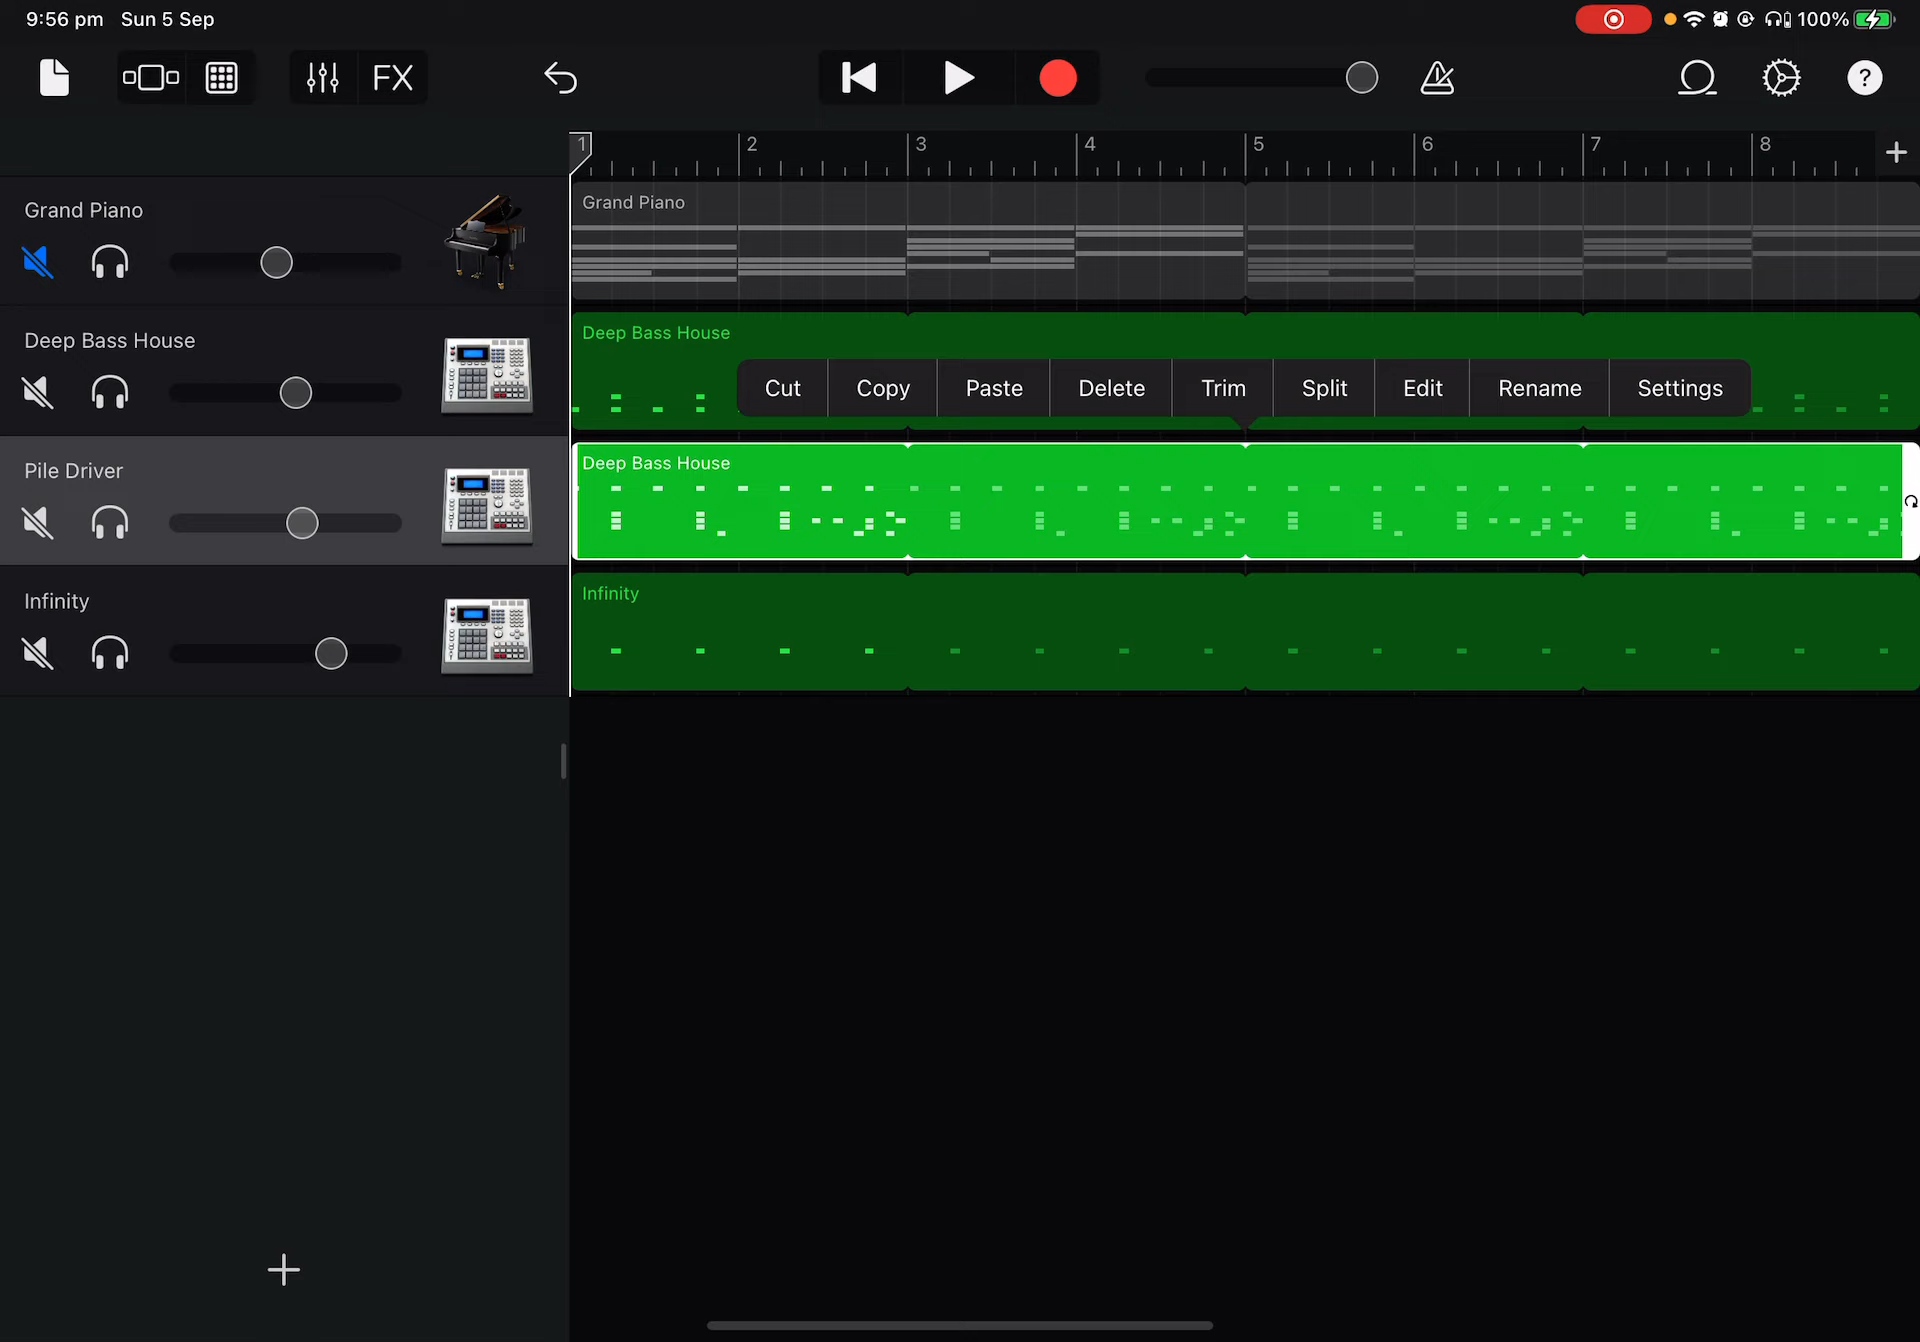 9:56 pm Sun 5 Sep
100%
FX
?
1 2 3 4 5 6 7 8
Grand Piano
Grand Piano
Deep Bass House
Deep Bass House
Cut Copy Paste Delete Trim Split Edit Rename Settings
Pile Driver
Deep Bass House
Infinity
Infinity